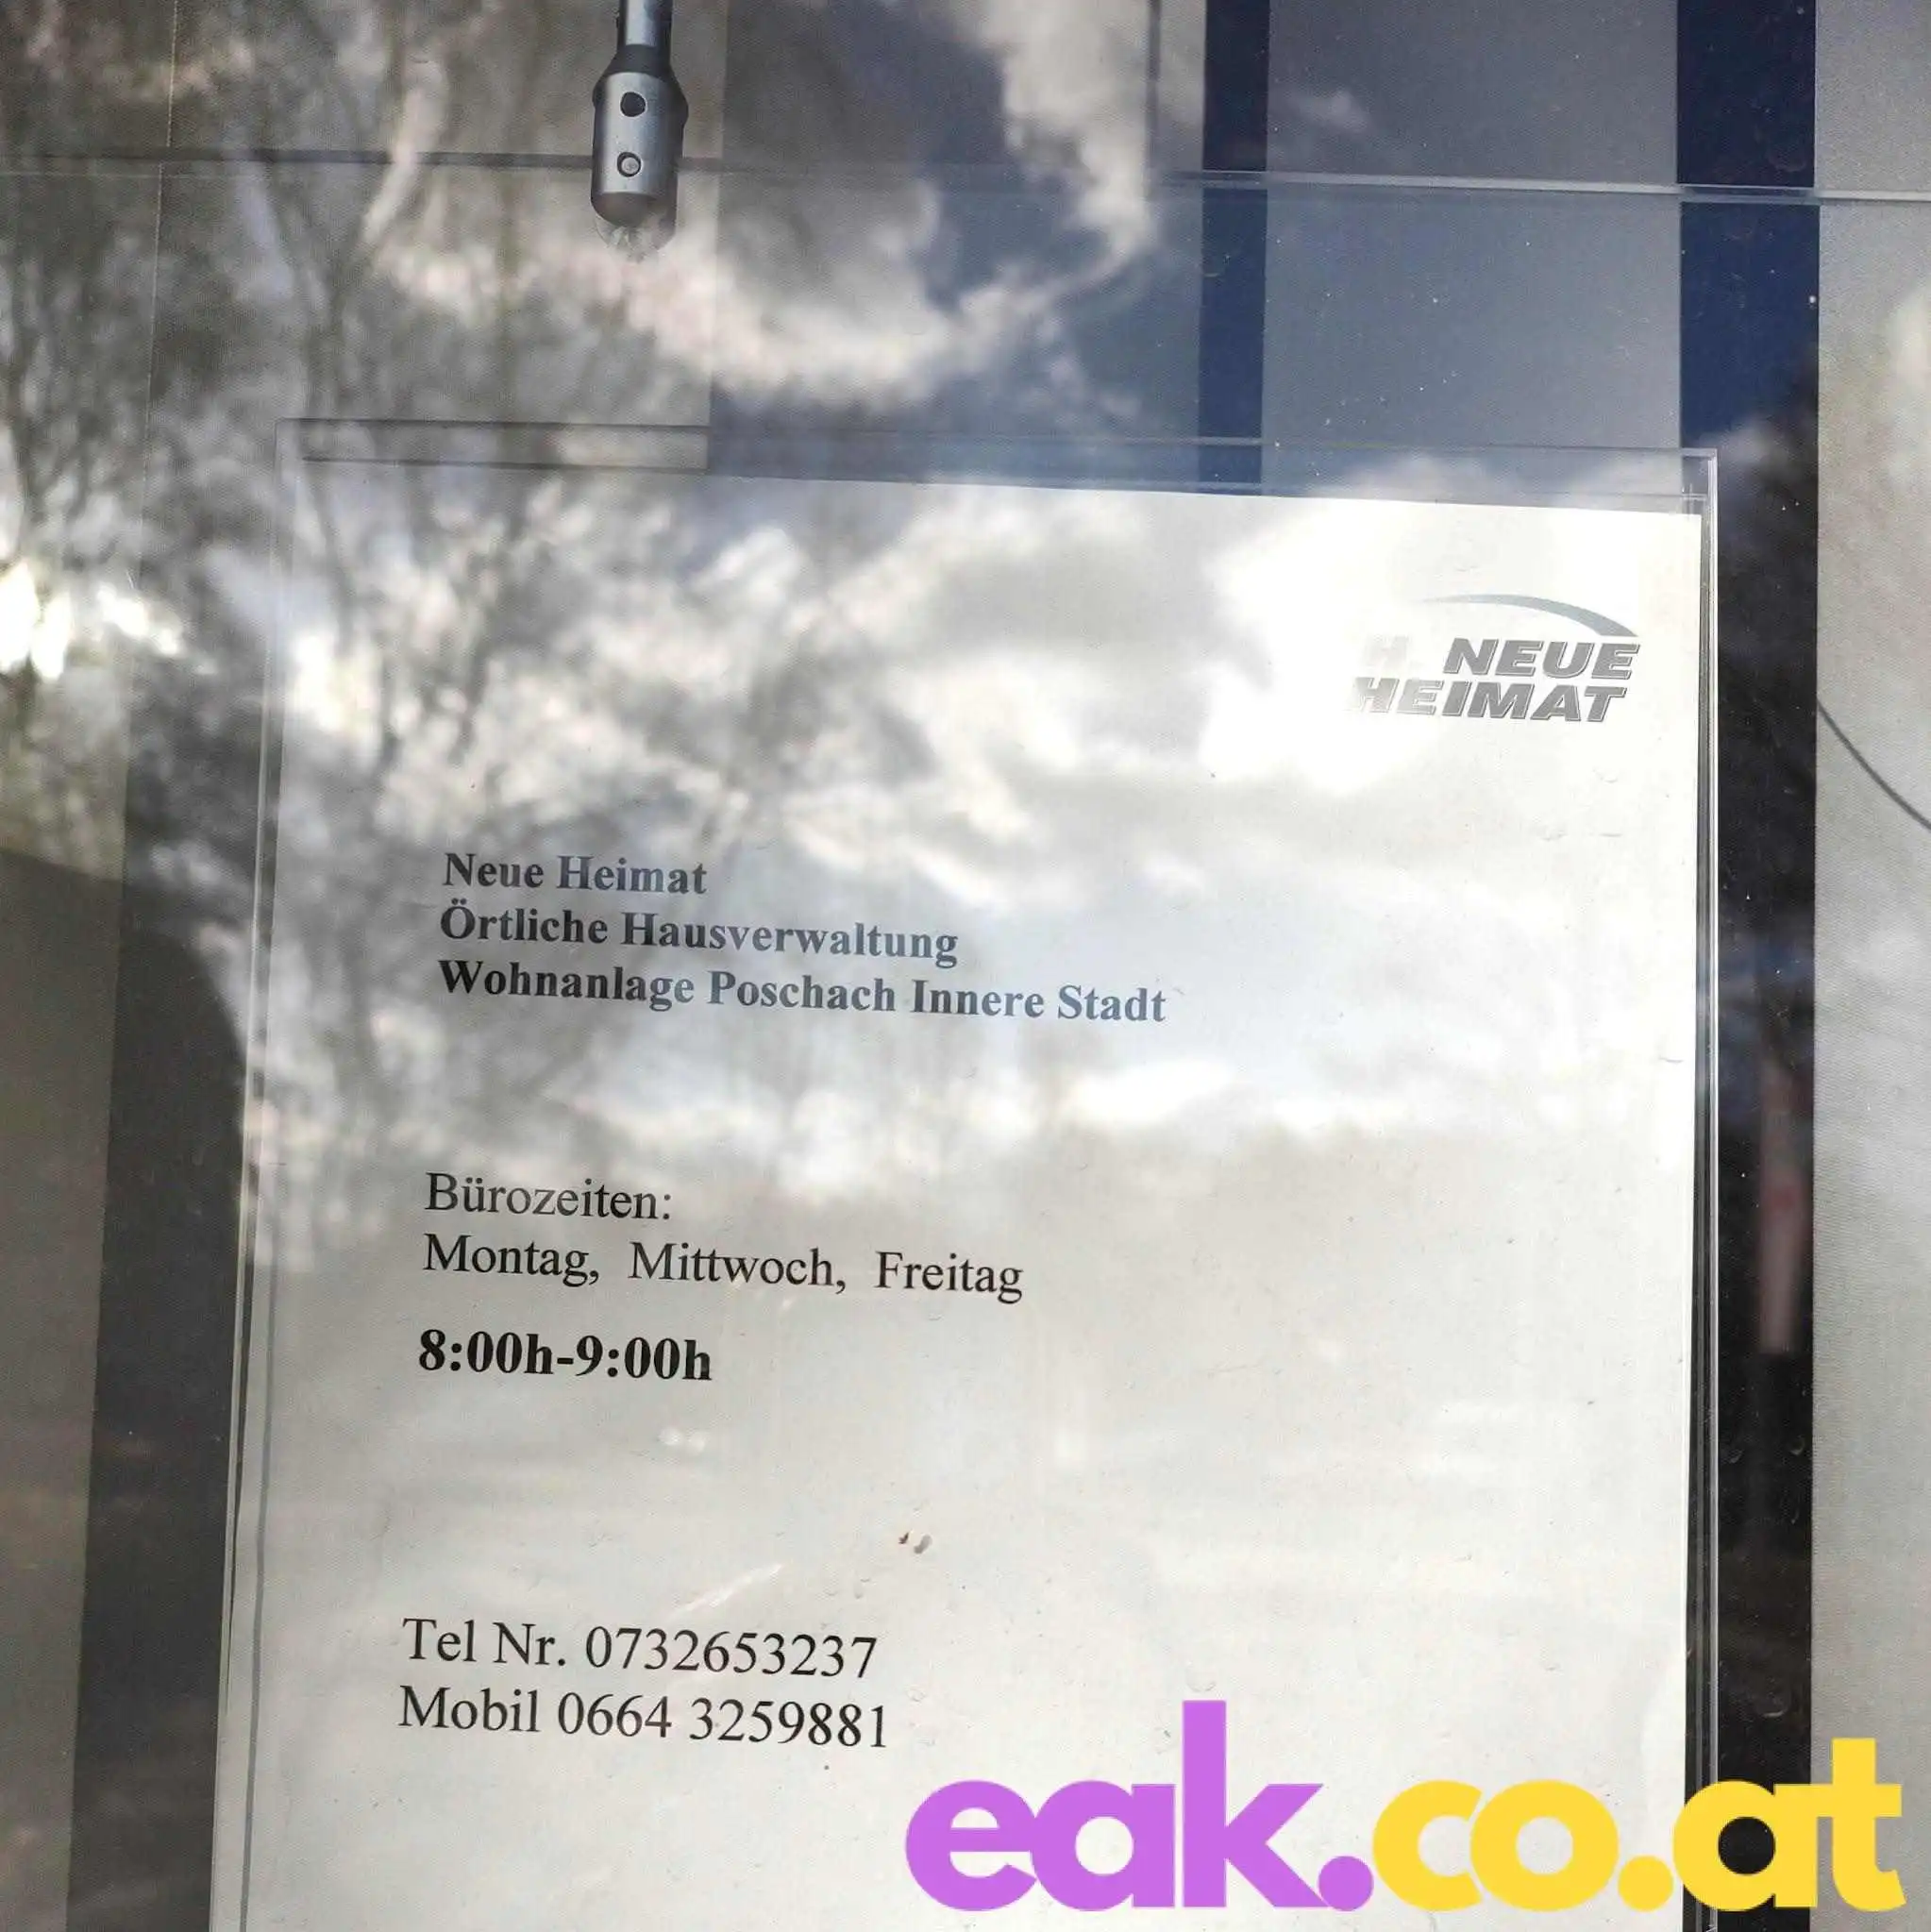 H. NEUE
HEIMAT
Neue Heimat
Örtliche Hausverwaltung
Wohnanlage Poschach Innere Stadt
Bürozeiten:
Montag, Mittwoch, Freitag
8:00h-9:00h
Tel Nr. 0732653237
Mobil 0664 3259881
eak.co.at